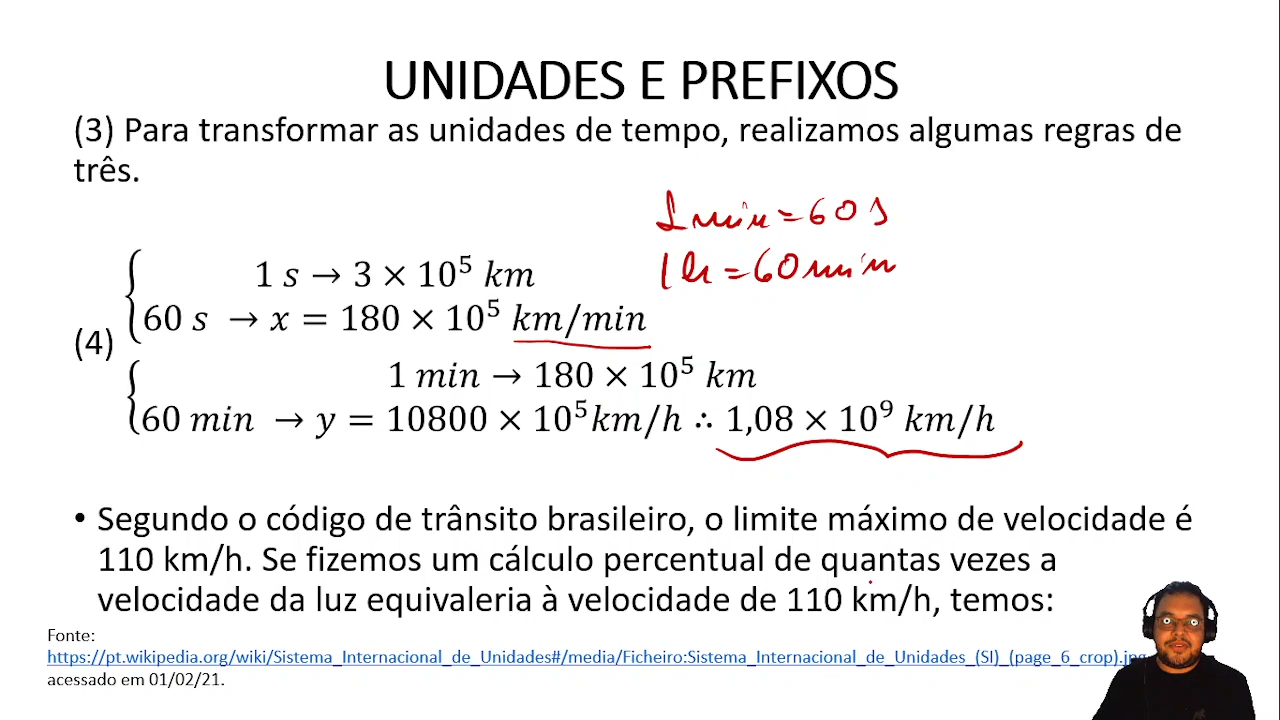 UNIDADES E PREFIXOS
(3) Para transformar as unidades de tempo, realizamos algumas regras de
três.
1 min = 60 s
1 h = 60 min
1 s → 3 × 10⁵ km
60 s → x = 180 × 10⁵ km/min
(4)
1 min → 180 × 10⁵ km
60 min → y = 10800 × 10⁵km/h ∴ 1,08 × 10⁹ km/h
• Segundo o código de trânsito brasileiro, o limite máximo de velocidade é
110 km/h. Se fizemos um cálculo percentual de quantas vezes a
velocidade da luz equivaleria à velocidade de 110 km/h, temos:
Fonte:
https://pt.wikipedia.org/wiki/Sistema_Internacional_de_Unidades#/media/Ficheiro:Sistema_Internacional_de_Unidades_(SI)_(page_6_crop).jpg
acessado em 01/02/21.